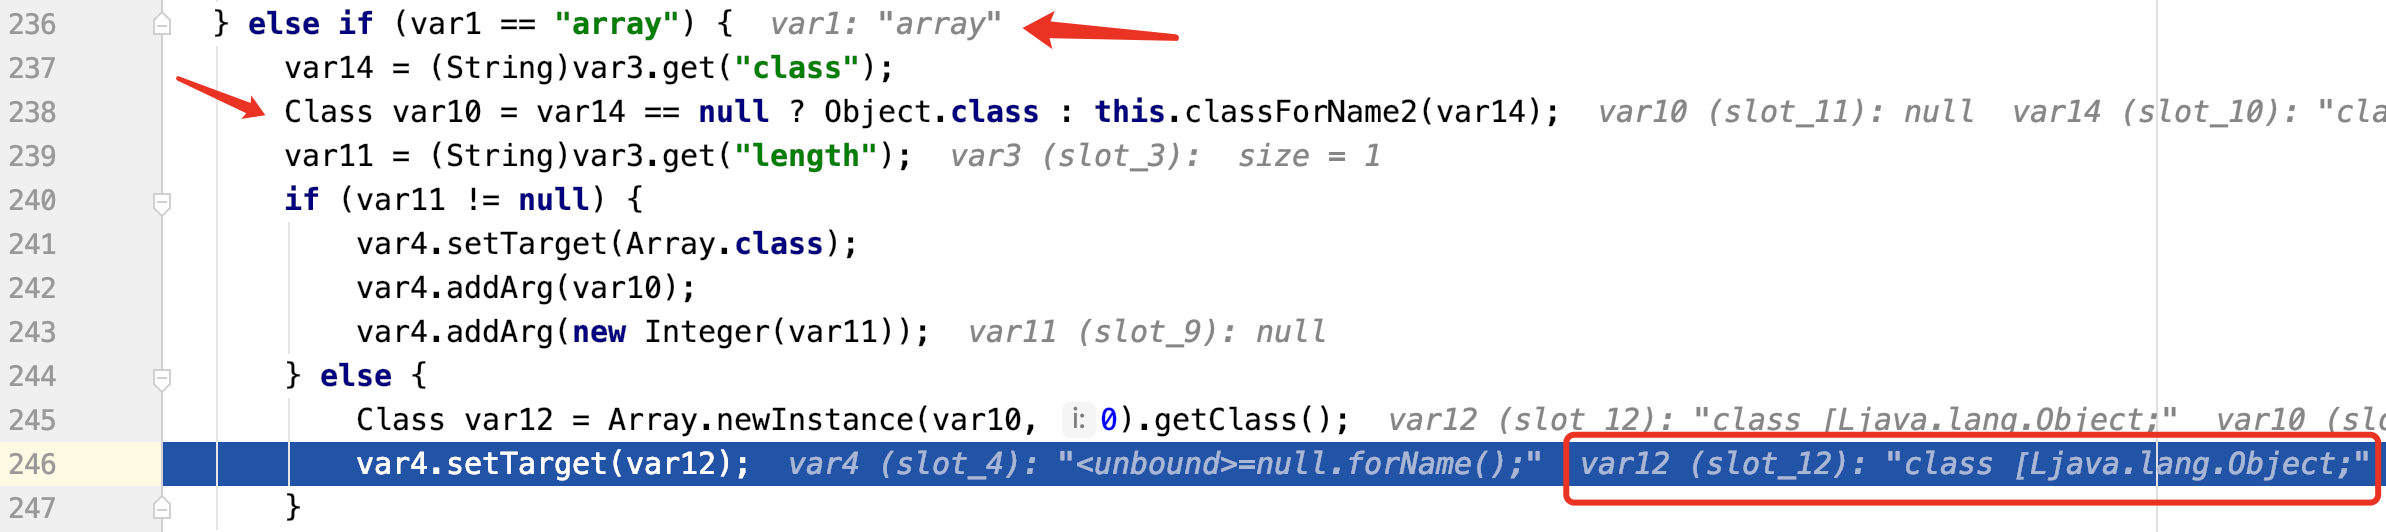 236 } else if (var1 == "array") { var1: "array"
237 var14 = (String)var3.get("class");
238 Class var10 = var14 == null ? Object.class : this.classForName2(var14); var10 (slot_11): null var14 (slot_10): "cla
239 var11 = (String)var3.get("length"); var3 (slot_3): size = 1
240 if (var11 != null) {
241 var4.setTarget(Array.class);
242 var4.addArg(var10);
243 var4.addArg(new Integer(var11)); var11 (slot_9): null
244 } else {
245 Class var12 = Array.newInstance(var10, i: 0).getClass(); var12 (slot_12): "class [Ljava.lang.Object;" var10 (slo
246 var4.setTarget(var12); var4 (slot_4): "<unbound>=null.forName();" var12 (slot_12): "class [Ljava.lang.Object;"
247 }